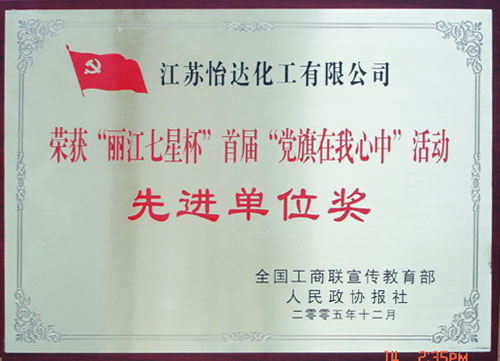 江苏怡达化工有限公司
荣获“丽江七星杯”首届“党旗在我心中”活动
先进单位奖
全国工商联宣传教育部
人民政协报社
二零零五年十二月
2:35PM